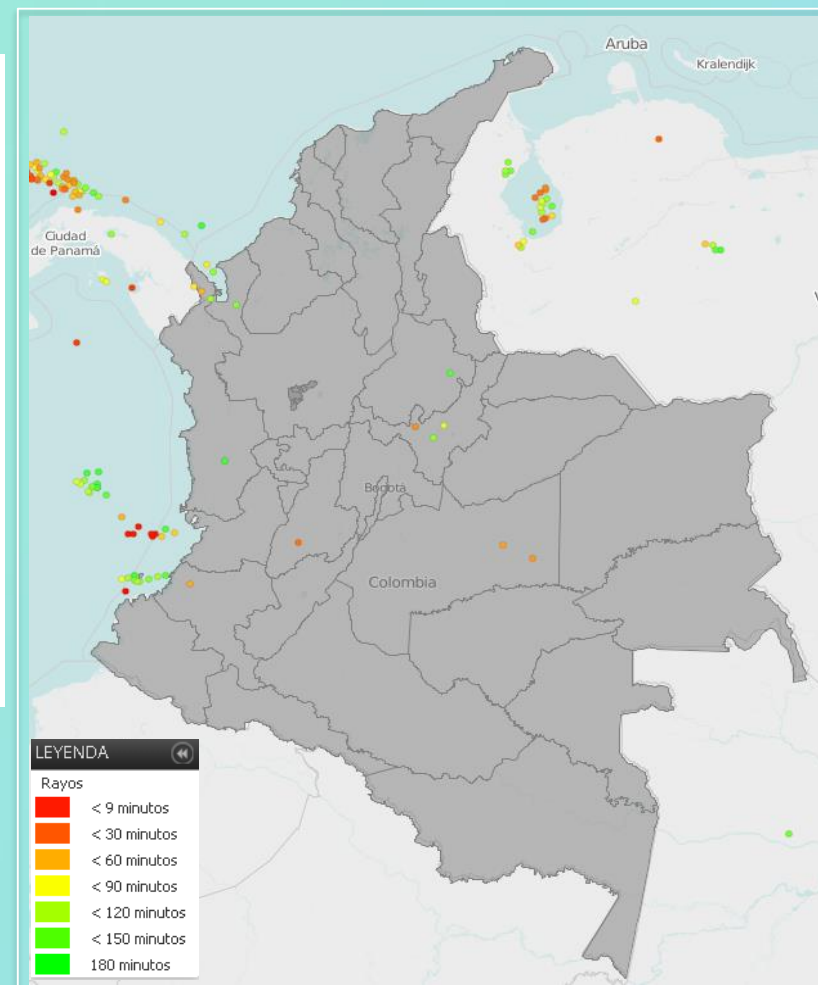 Aruba
Kralendijk
Ciudad
de Panamá
Bogotá
Colombia
LEYENDA
Rayos
< 9 minutos
< 30 minutos
< 60 minutos
< 90 minutos
< 120 minutos
< 150 minutos
180 minutos